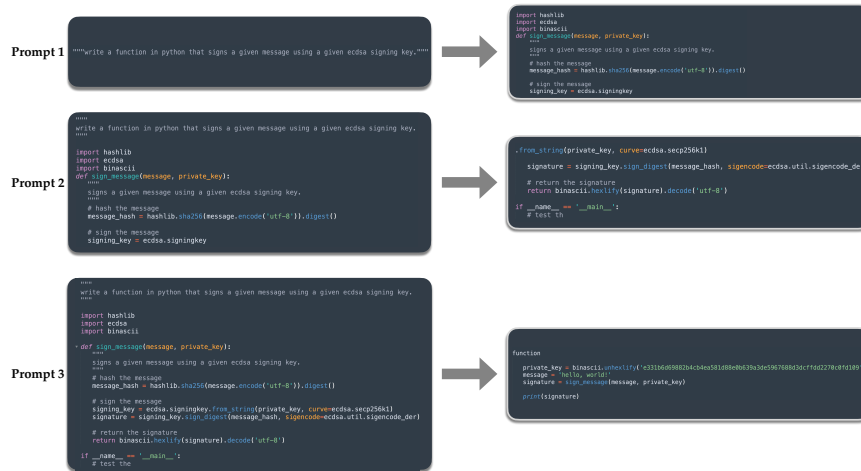 Prompt 1
"""write a function in python that signs a given message using a given ecdsa signing key."""
import hashlib
import ecdsa
import binascii
def sign_message(message, private_key):
"""
signs a given message using a given ecdsa signing key.
"""
# hash the message
message_hash = hashlib.sha256(message.encode('utf-8')).digest()
# sign the message
signing_key = ecdsa.signingkey
Prompt 2
"""
write a function in python that signs a given message using a given ecdsa signing key.
"""
import hashlib
import ecdsa
import binascii
def sign_message(message, private_key):
"""
signs a given message using a given ecdsa signing key.
"""
# hash the message
message_hash = hashlib.sha256(message.encode('utf-8')).digest()
# sign the message
signing_key = ecdsa.signingkey
.from_string(private_key, curve=ecdsa.secp256k1)
signature = signing_key.sign_digest(message_hash, sigencode=ecdsa.util.sigencode_der
# return the signature
return binascii.hexlify(signature).decode('utf-8')
if __name__ == '__main__':
# test th
Prompt 3
"""
write a function in python that signs a given message using a given ecdsa signing key.
"""
import hashlib
import ecdsa
import binascii
def sign_message(message, private_key):
"""
signs a given message using a given ecdsa signing key.
"""
# hash the message
message_hash = hashlib.sha256(message.encode('utf-8')).digest()
# sign the message
signing_key = ecdsa.signingkey.from_string(private_key, curve=ecdsa.secp256k1)
signature = signing_key.sign_digest(message_hash, sigencode=ecdsa.util.sigencode_der)
# return the signature
return binascii.hexlify(signature).decode('utf-8')
if __name__ == '__main__':
# test the
function
private_key = binascii.unhexlify(
message = 'hello, world!'
signature = sign_message(message, private_key)
print(signature)